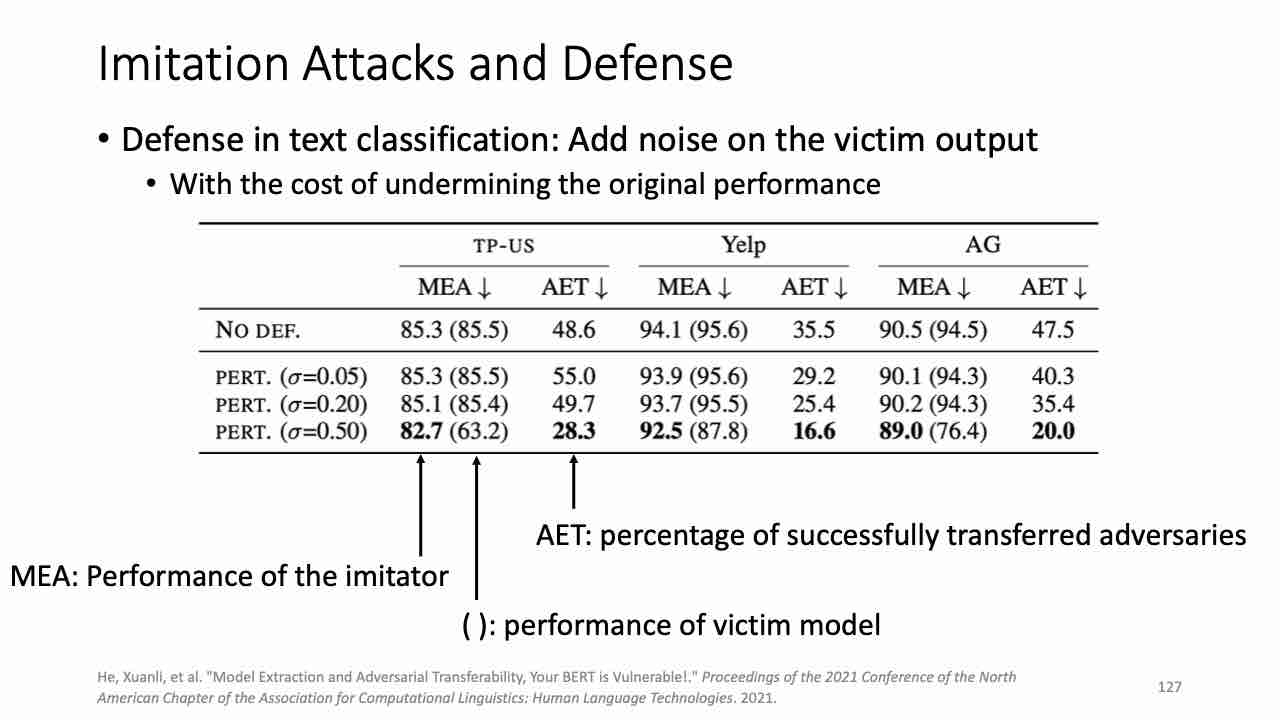 Imitation Attacks and Defense
• Defense in text classification: Add noise on the victim output
• With the cost of undermining the original performance
TP-US Yelp AG
MEA ↓ AET ↓ MEA ↓ AET ↓ MEA ↓ AET ↓
NO DEF. 85.3 (85.5) 48.6 94.1 (95.6) 35.5 90.5 (94.5) 47.5
PERT. (σ=0.05) 85.3 (85.5) 55.0 93.9 (95.6) 29.2 90.1 (94.3) 40.3
PERT. (σ=0.20) 85.1 (85.4) 49.7 93.7 (95.5) 25.4 90.2 (94.3) 35.4
PERT. (σ=0.50) 82.7 (63.2) 28.3 92.5 (87.8) 16.6 89.0 (76.4) 20.0
AET: percentage of successfully transferred adversaries
MEA: Performance of the imitator
( ): performance of victim model
He, Xuanli, et al. "Model Extraction and Adversarial Transferability, Your BERT is Vulnerable!." Proceedings of the 2021 Conference of the North
American Chapter of the Association for Computational Linguistics: Human Language Technologies. 2021.
127